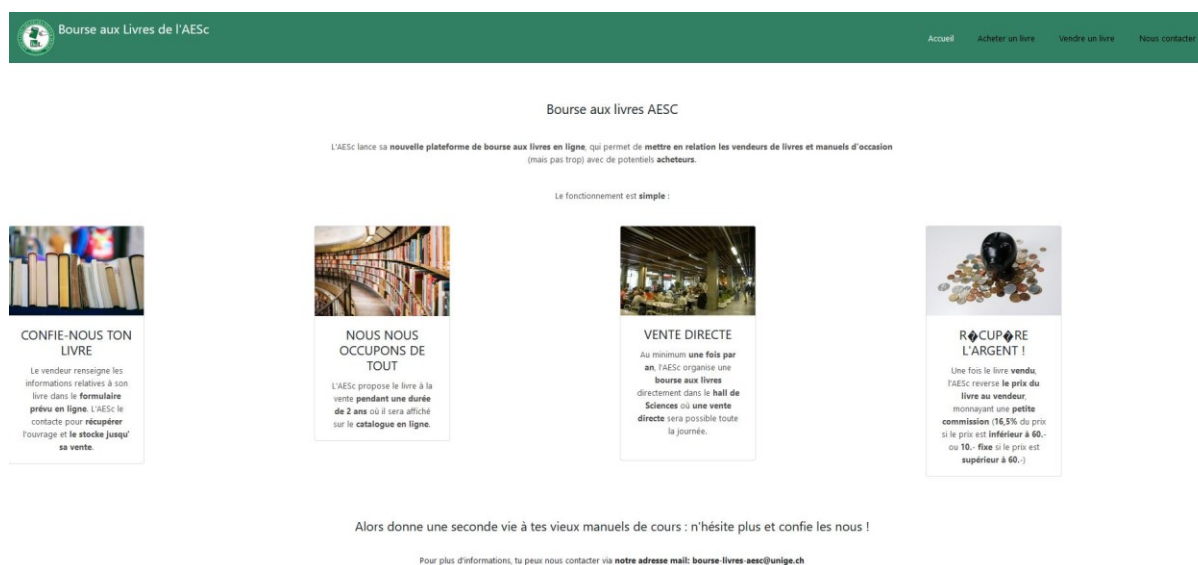 Bourse aux Livres de l'AESc
Accueil Acheter un livre Vendre un livre Nous contacter
Bourse aux livres AESC
L'AESc lance sa nouvelle plateforme de bourse aux livres en ligne, qui permet de mettre en relation les vendeurs de livres et manuels d'occasion
(mais pas trop) avec de potentiels acheteurs.
Le fonctionnement est simple :
CONFIE-NOUS TON
LIVRE
Le vendeur renseigne les
informations relatives à son
livre dans le formulaire
prévu en ligne. L'AESc le
contacte pour récupérer
l'ouvrage et le stocke jusqu'
sa vente.
NOUS NOUS
OCCUPONS DE
TOUT
L'AESc propose le livre à la
vente pendant une durée
de 2 ans où il sera affiché
sur le catalogue en ligne.
VENTE DIRECTE
Au minimum une fois par
an, l'AESc organise une
bourse aux livres
directement dans le hall de
Sciences où une vente
directe sera possible toute
la journée.
R�CUP�RE
L'ARGENT !
Une fois le livre vendu,
l'AESc reverse le prix du
livre au vendeur,
monnayant une petite
commission (16,5% du prix
si le prix est inférieur à 60.-
ou 10.- fixe si le prix est
supérieur à 60.-)
Alors donne une seconde vie à tes vieux manuels de cours : n'hésite plus et confie les nous !
Pour plus d'informations, tu peux nous contacter via notre adresse mail: bourse-livres-aesc@unige.ch